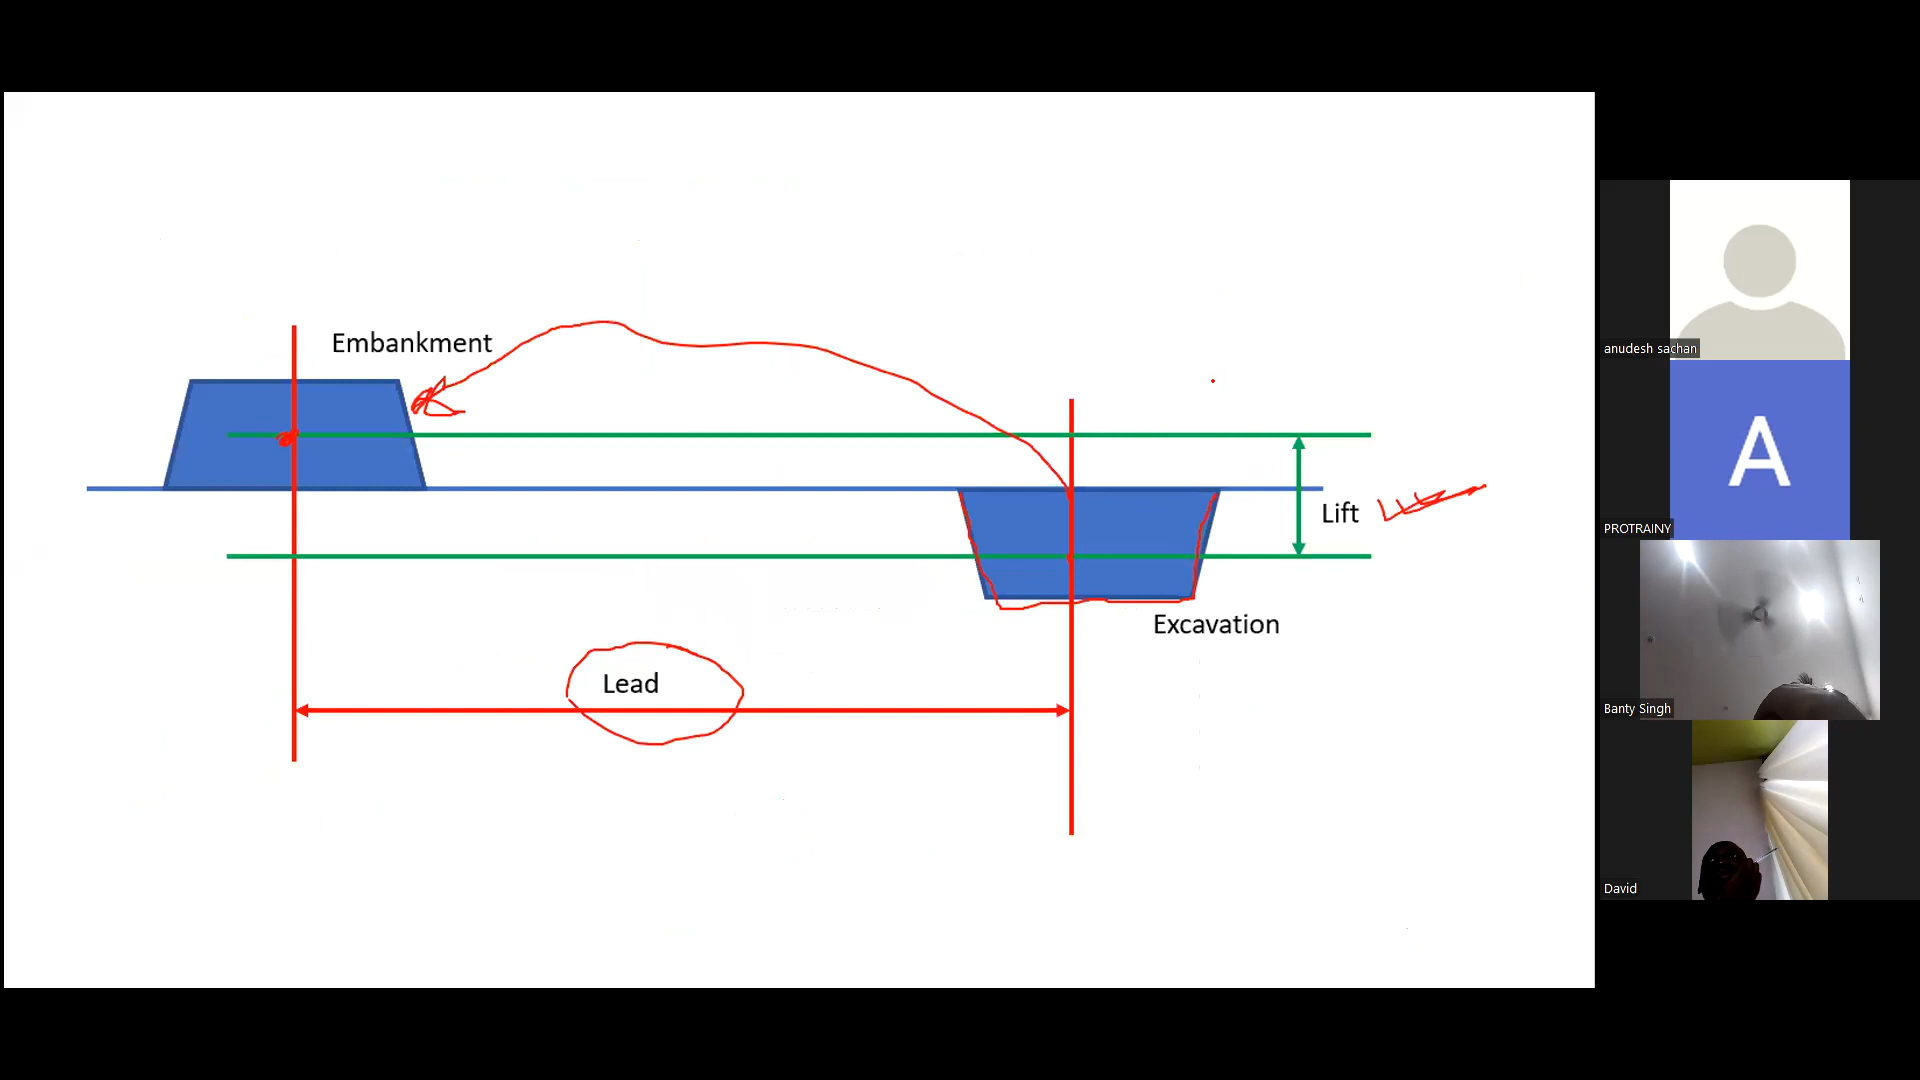 Embankment
Lift
Excavation
Lead
anudesh sachan
A
PROTRAINY
Banty Singh
David